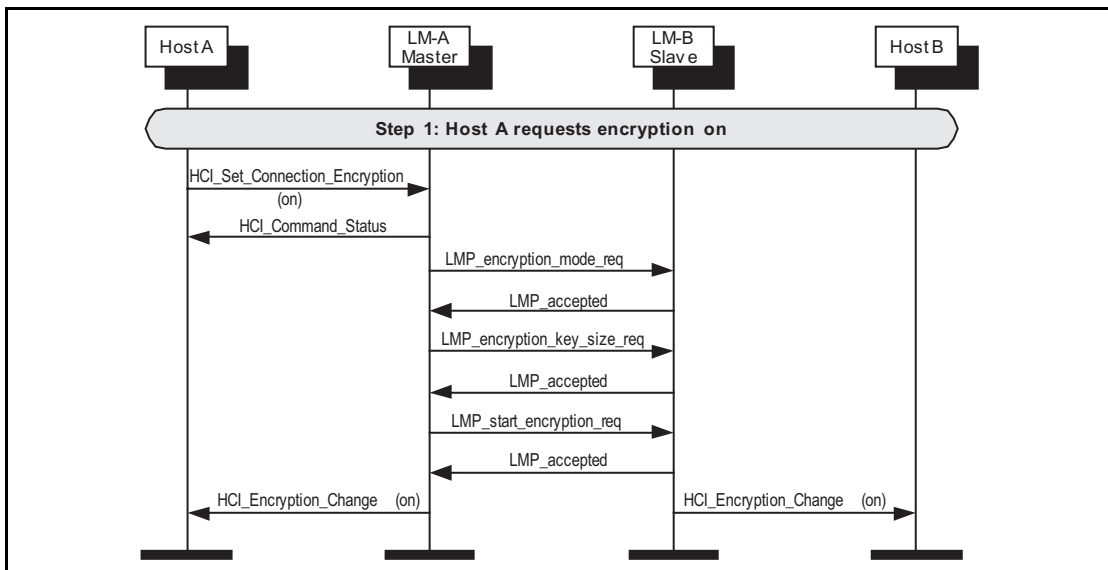 Host A
LM-A
Master
LM-B
Slave
Host B
Step 1: Host A requests encryption on
HCI_Set_Connection_Encryption
(on)
HCI_Command_Status
LMP_encryption_mode_req
LMP_accepted
LMP_encryption_key_size_req
LMP_accepted
LMP_start_encryption_req
LMP_accepted
HCI_Encryption_Change (on)
HCI_Encryption_Change (on)